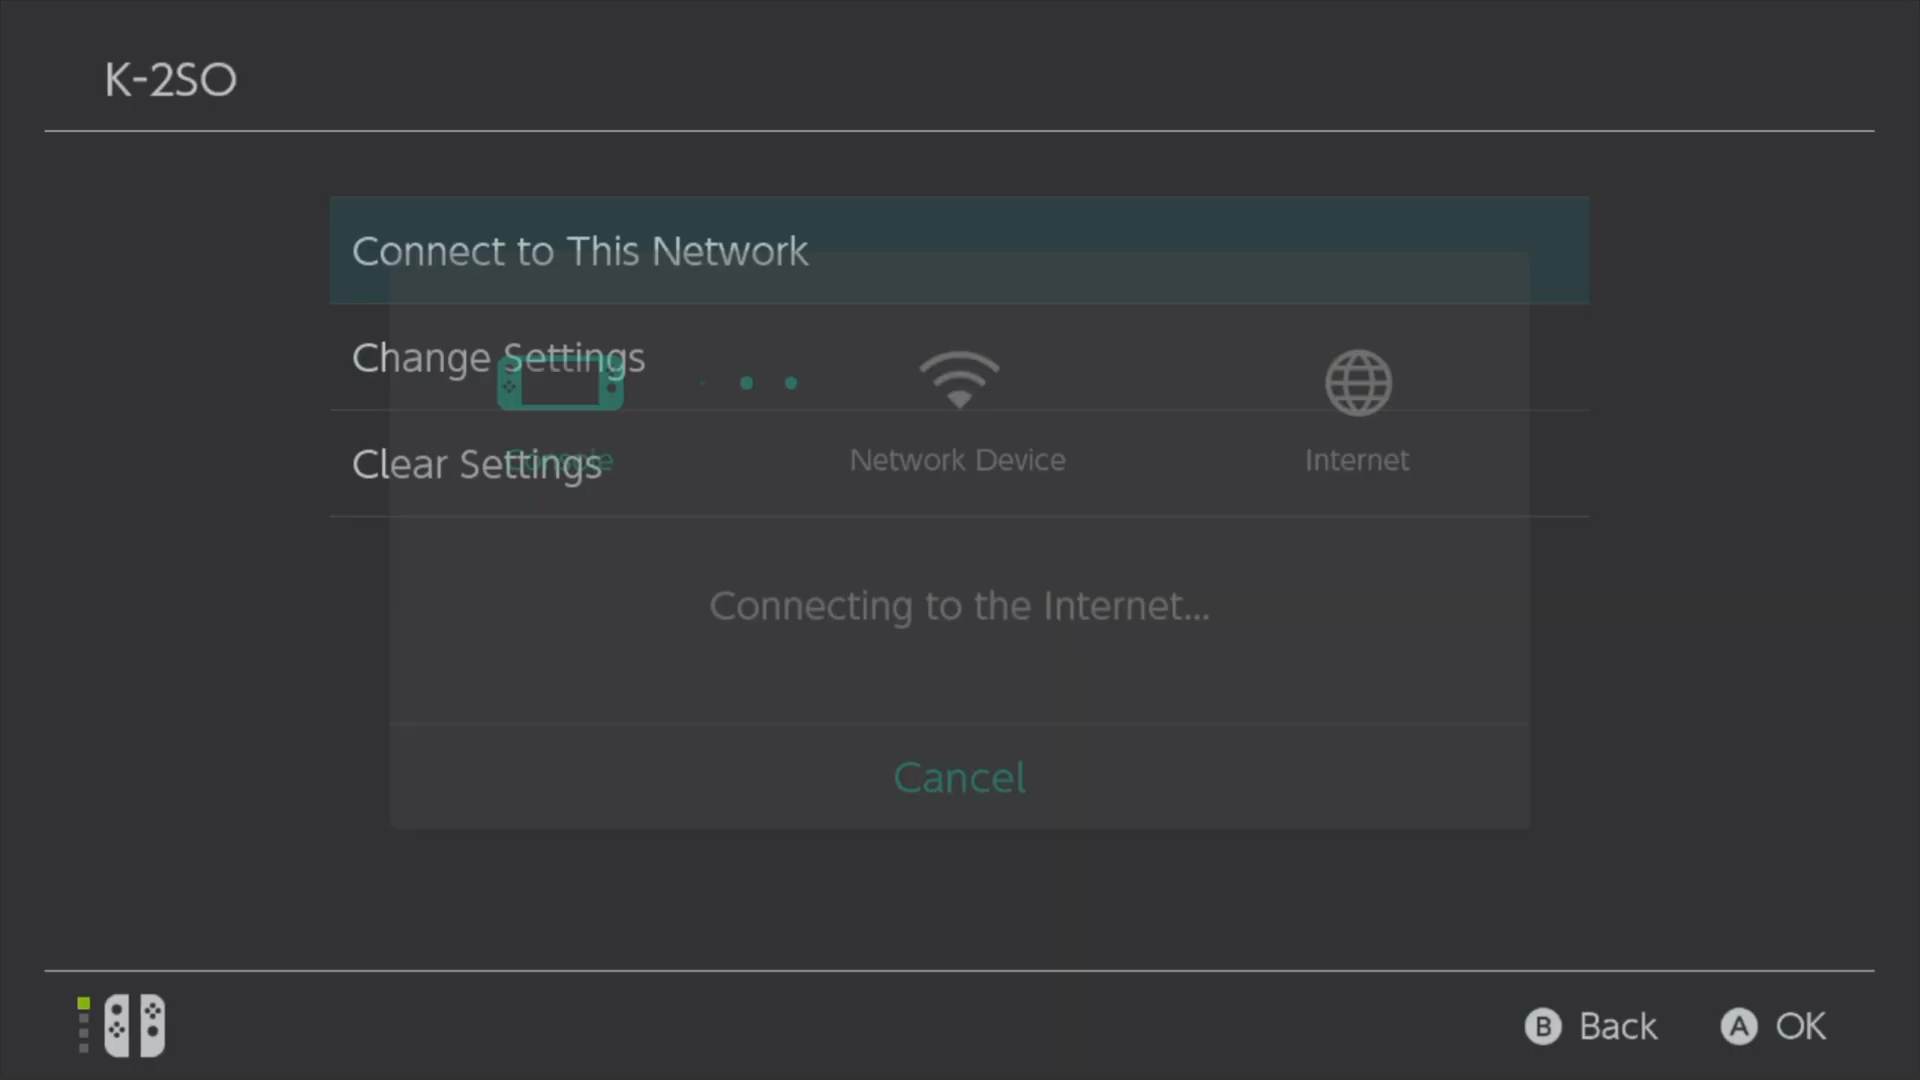 K-2SO
Connect to This Network
Change Settings
Clear Settings
Console
Network Device
Internet
Connecting to the Internet...
Cancel
B Back
A OK